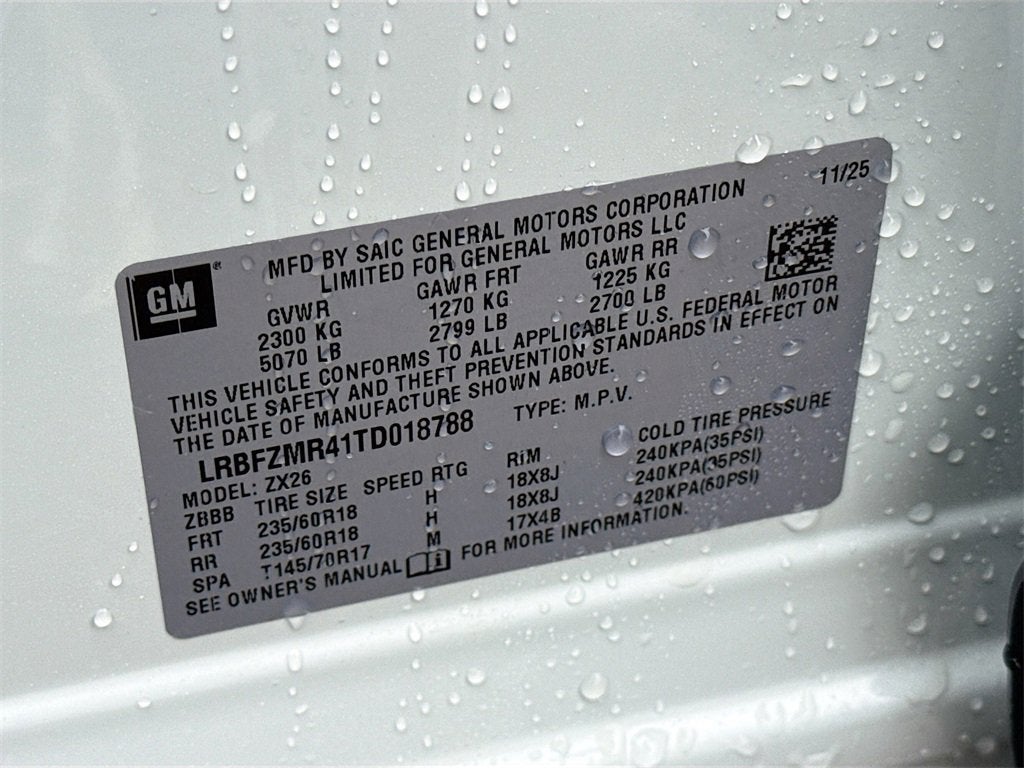 11/25
GM
MFD BY SAIC GENERAL MOTORS CORPORATION
LIMITED FOR GENERAL MOTORS LLC
GVWR GAWR FRT GAWR RR
2300 KG 1270 KG 1225 KG
5070 LB 2799 LB 2700 LB
THIS VEHICLE CONFORMS TO ALL APPLICABLE U.S. FEDERAL MOTOR
VEHICLE SAFETY AND THEFT PREVENTION STANDARDS IN EFFECT ON
THE DATE OF MANUFACTURE SHOWN ABOVE.
LRBFZMR41TD018788 TYPE: M.P.V.
MODEL: ZX26
ZBBB TIRE SIZE SPEED RTG RIM COLD TIRE PRESSURE
FRT 235/60R18 H 18X8J 240KPA(35PSI)
RR 235/60R18 H 18X8J 240KPA(35PSI)
SPA T145/70R17 M 17X4B 420KPA(60PSI)
SEE OWNER'S MANUAL FOR MORE INFORMATION.